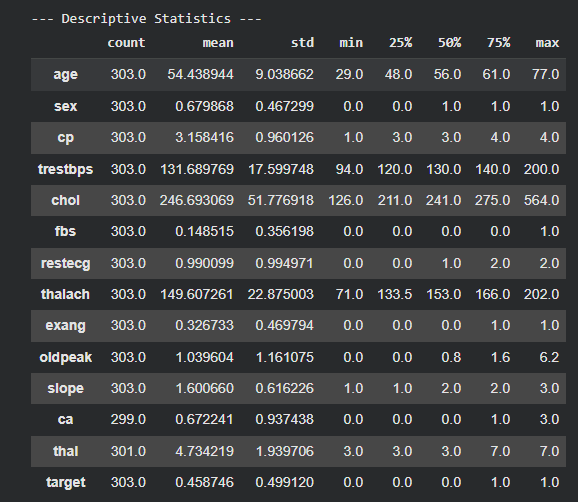 --- Descriptive Statistics ---
count mean std min 25% 50% 75% max
age 303.0 54.438944 9.038662 29.0 48.0 56.0 61.0 77.0
sex 303.0 0.679868 0.467299 0.0 0.0 1.0 1.0 1.0
cp 303.0 3.158416 0.960126 1.0 3.0 3.0 4.0 4.0
trestbps 303.0 131.689769 17.599748 94.0 120.0 130.0 140.0 200.0
chol 303.0 246.693069 51.776918 126.0 211.0 241.0 275.0 564.0
fbs 303.0 0.148515 0.356198 0.0 0.0 0.0 0.0 1.0
restecg 303.0 0.990099 0.994971 0.0 0.0 1.0 2.0 2.0
thalach 303.0 149.607261 22.875003 71.0 133.5 153.0 166.0 202.0
exang 303.0 0.326733 0.469794 0.0 0.0 0.0 1.0 1.0
oldpeak 303.0 1.039604 1.161075 0.0 0.0 0.8 1.6 6.2
slope 303.0 1.600660 0.616226 1.0 1.0 2.0 2.0 3.0
ca 299.0 0.672241 0.937438 0.0 0.0 0.0 1.0 3.0
thal 301.0 4.734219 1.939706 3.0 3.0 3.0 7.0 7.0
target 303.0 0.458746 0.499120 0.0 0.0 0.0 1.0 1.0